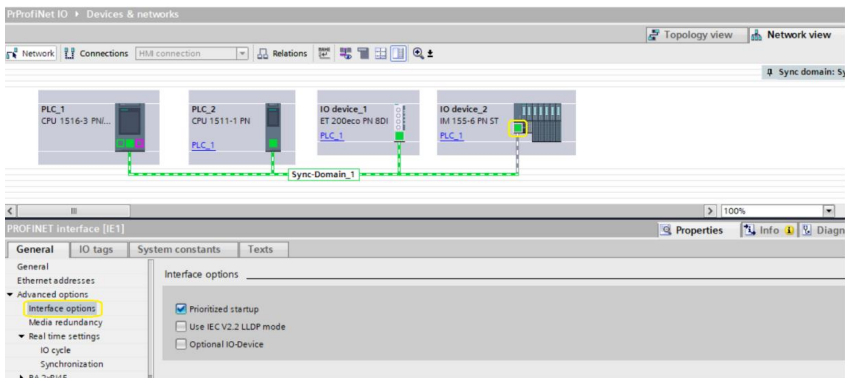 PrProfiNet IO ▸ Devices & networks
Topology view Network view
Network Connections HMI connection Relations
Sync domain: Sy
PLC_1
CPU 1516-3 PN/...
PLC_2
CPU 1511-1 PN
PLC_1
IO device_1
ET 200eco PN 8DI
PLC_1
IO device_2
IM 155-6 PN ST
PLC_1
Sync-Domain_1
100%
PROFINET interface [IE1]
Properties Info Diagn
General IO tags System constants Texts
General
Ethernet addresses
Advanced options
Interface options
Media redundancy
Real time settings
IO cycle
Synchronization
Interface options
Prioritized startup
Use IEC V2.2 LLDP mode
Optional IO-Device